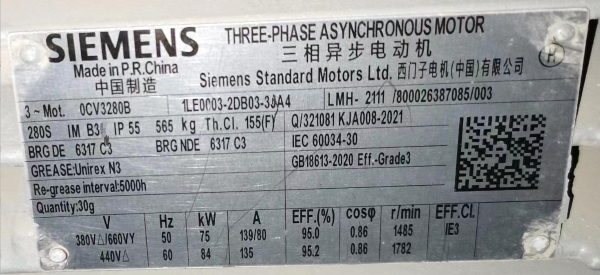 SIEMENS THREE-PHASE ASYNCHRONOUS MOTOR
三相异步电动机
Made in P.R.China
中国制造
Siemens Standard Motors Ltd. 西门子电机(中国)有限公司
3~Mot. 0CV3280B 1LE0003-2DB03-3JA4 LMH- 2111 /800026387085/003
280S IM B3 IP 55 565 kg Th.Cl. 155(F) Q/321081 KJA008-2021
BRG DE 6317 C3 BRG NDE 6317 C3 IEC 60034-30
GREASE:Unirex N3 GB18613-2020 Eff.-Grade3
Re-grease interval:5000h
Quantity:30g
V Hz kW A EFF.(%) cosφ r/min EFF.Cl.
380V△/660VY 50 75 139/80 95.0 0.86 1485 IE3
440V△ 60 84 135 95.2 0.86 1782